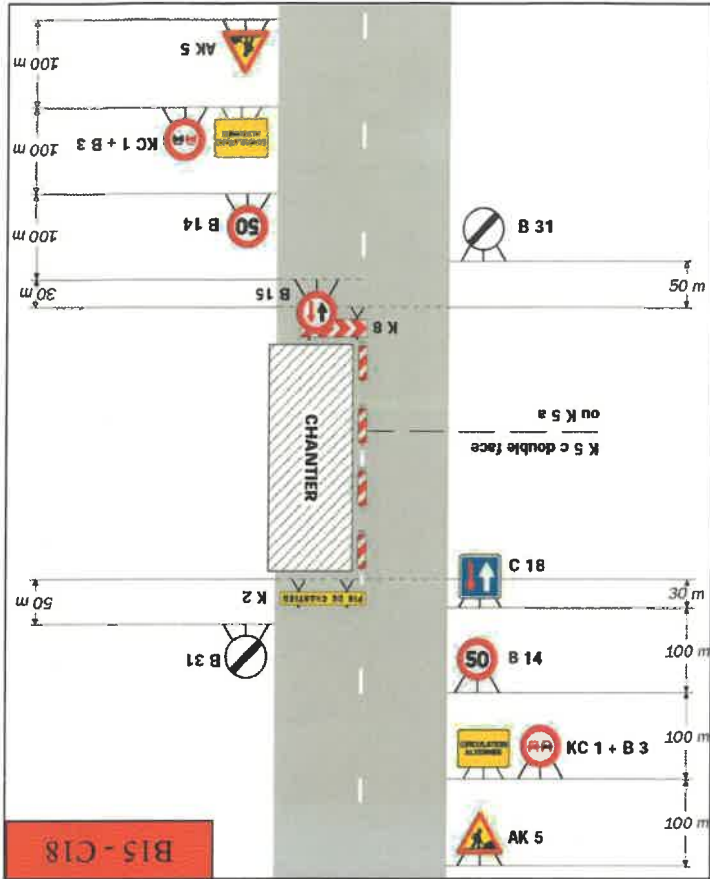 100 m
AK 5
100 m
KC 1 + B 3
CIRCULATION
ALTERNEE
100 m
50
B 14
B 31
30 m
B 15
50 m
K 8
CHANTIER
ou K 5 a
K 5 c double face
C 18
50 m
K 2
FIN DE CHANTIER
30 m
B 31
50
B 14
100 m
CIRCULATION
ALTERNEE
KC 1 + B 3
100 m
AK 5
100 m
B15 - C18